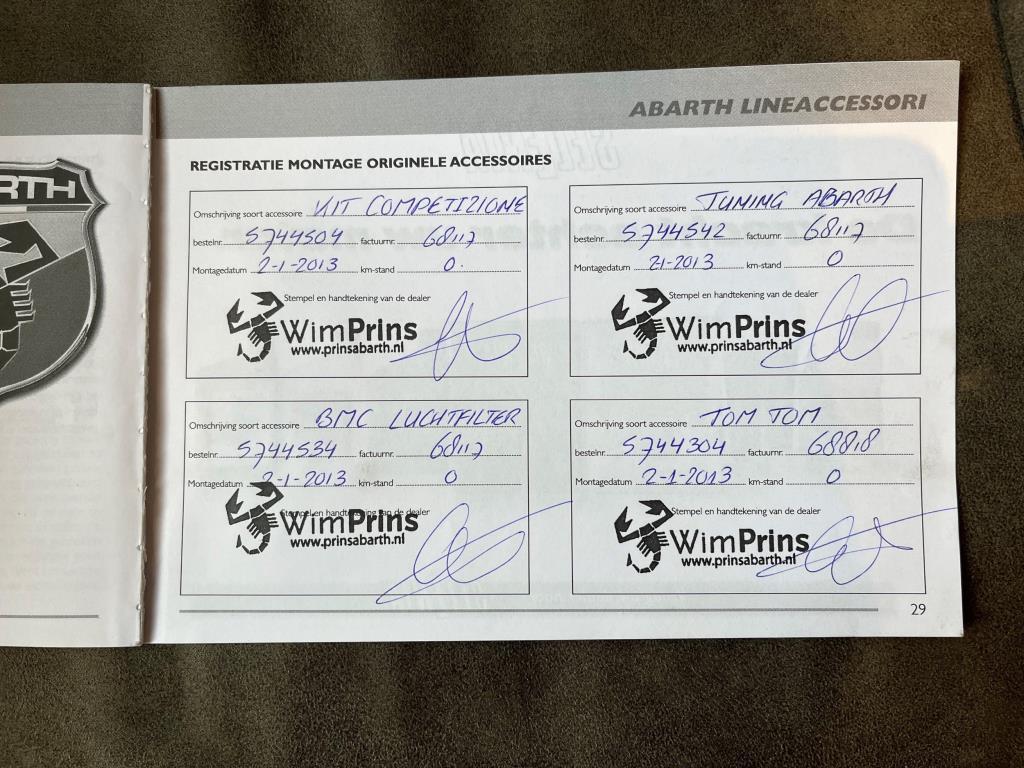 ARTH
ABARTH LINEACCESSORI
REGISTRATIE MONTAGE ORIGINELE ACCESSOIRES
Omschrijving soort accessoire KIT COMPETIZIONE
bestelnr. 5744504 factuurnr. 68117
Montagedatum 2-1-2013 km-stand 0.
Stempel en handtekening van de dealer
WimPrins
www.prinsabarth.nl
Omschrijving soort accessoire TUNING ABARTH
bestelnr. 5744542 factuurnr. 68117
Montagedatum 21-2013 km-stand 0
Stempel en handtekening van de dealer
WimPrins
www.prinsabarth.nl
Omschrijving soort accessoire BMC LUCHTFILTER
bestelnr. 5744534 factuurnr. 68117
Montagedatum 2-1-2013 km-stand 0
Stempel en handtekening van de dealer
WimPrins
www.prinsabarth.nl
Omschrijving soort accessoire TOM TOM
bestelnr. 5744304 factuurnr. 68818
Montagedatum 2-1-2013 km-stand 0
Stempel en handtekening van de dealer
WimPrins
www.prinsabarth.nl
29